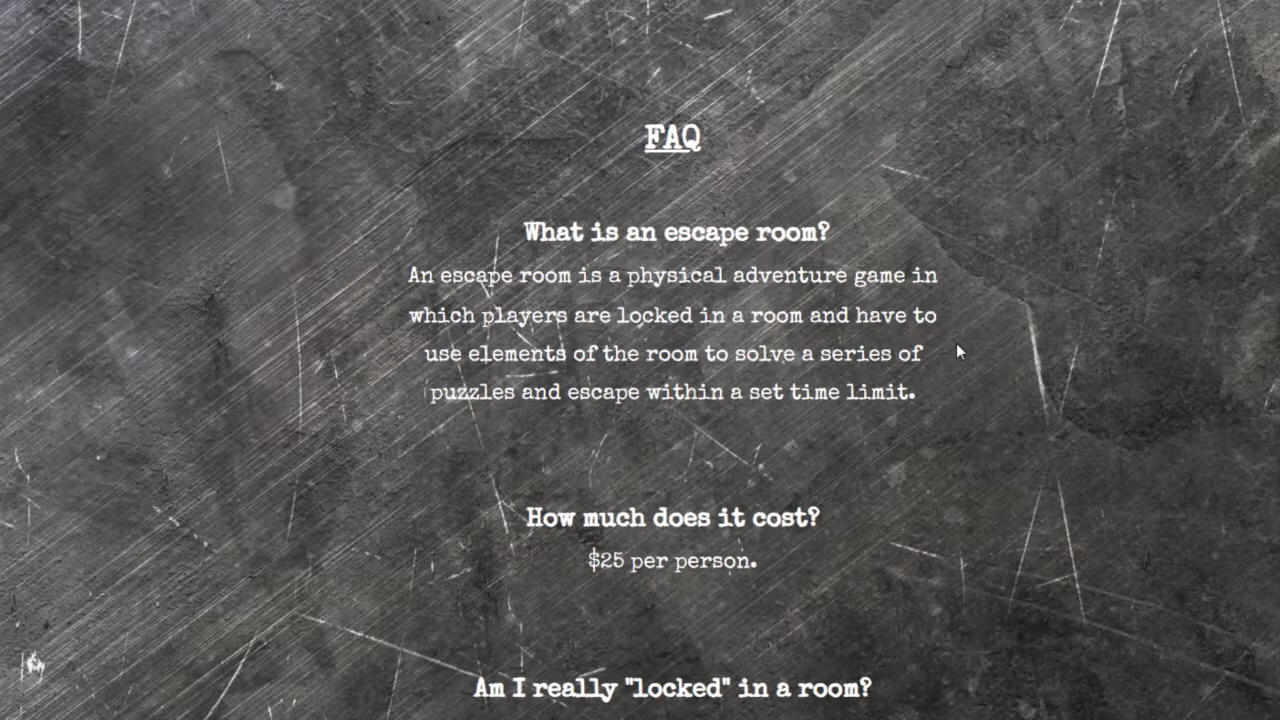 FAQ
What is an escape room?
An escape room is a physical adventure game in
which players are locked in a room and have to
use elements of the room to solve a series of
puzzles and escape within a set time limit.
How much does it cost?
$25 per person.
Am I really "locked" in a room?